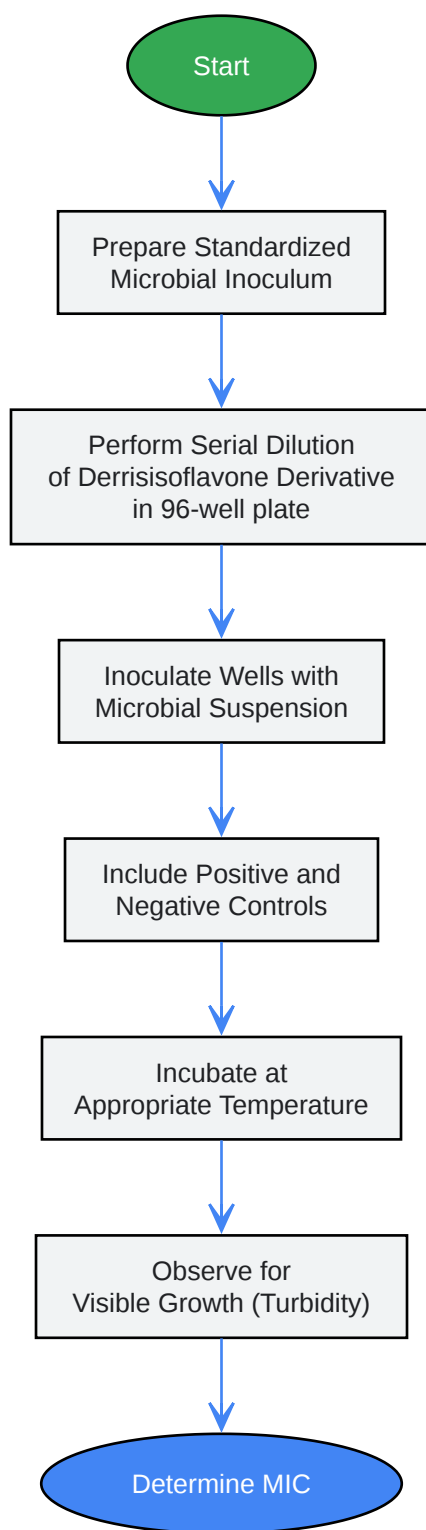 Start
Prepare Standardized
Microbial Inoculum
Perform Serial Dilution
of Derrisisoflavone Derivative
in 96-well plate
Inoculate Wells with
Microbial Suspension
Include Positive and
Negative Controls
Incubate at
Appropriate Temperature
Observe for
Visible Growth (Turbidity)
Determine MIC